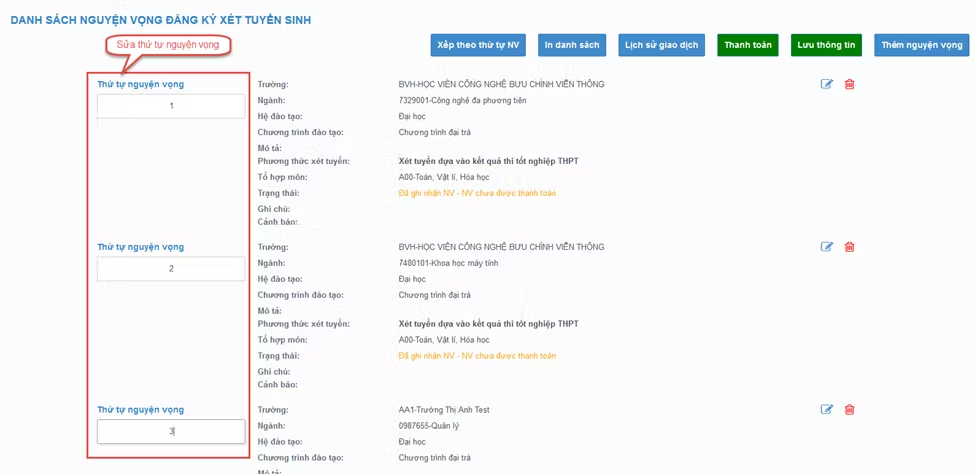 DANH SÁCH NGUYỆN VỌNG ĐĂNG KÝ XÉT TUYỂN SINH
Sửa thứ tự nguyện vọng
Xếp theo thứ tự NV
In danh sách
Lịch sử giao dịch
Thanh toán
Lưu thông tin
Thêm nguyện vọng
Thứ tự nguyện vọng
1
Trường: BVH-HỌC VIỆN CÔNG NGHỆ BƯU CHÍNH VIỄN THÔNG
Ngành: 7329001-Công nghệ đa phương tiện
Hệ đào tạo: Đại học
Chương trình đào tạo: Chương trình đại trà
Mô tả:
Phương thức xét tuyển: Xét tuyển dựa vào kết quả thi tốt nghiệp THPT
Tổ hợp môn: A00-Toán, Vật lí, Hóa học
Trạng thái: Đã ghi nhận NV - NV chưa được thanh toán
Ghi chú:
Cảnh báo:
Thứ tự nguyện vọng
2
Trường: BVH-HỌC VIỆN CÔNG NGHỆ BƯU CHÍNH VIỄN THÔNG
Ngành: 7480101-Khoa học máy tính
Hệ đào tạo: Đại học
Chương trình đào tạo: Chương trình đại trà
Mô tả:
Phương thức xét tuyển: Xét tuyển dựa vào kết quả thi tốt nghiệp THPT
Tổ hợp môn: A00-Toán, Vật lí, Hóa học
Trạng thái: Đã ghi nhận NV - NV chưa được thanh toán
Ghi chú:
Cảnh báo:
Thứ tự nguyện vọng
3
Trường: AA1-Trường Thị Anh Test
Ngành: 0987655-Quản lý
Hệ đào tạo: Đại học
Chương trình đào tạo: Chương trình đại trà
Mô tả: